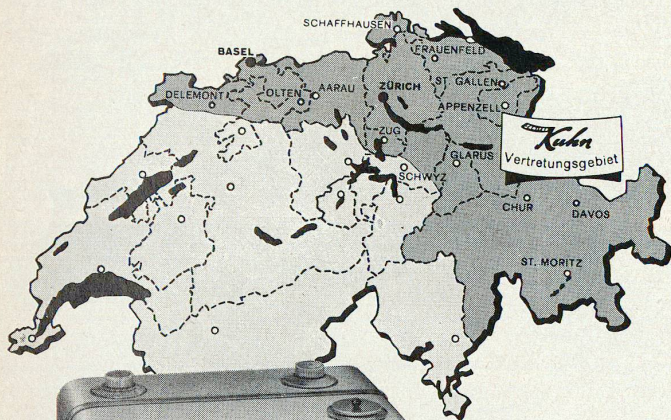 SCHAFFHAUSEN
BASEL
FRAUENFELD
ST. GALLEN
DELEMONT
OLTEN
AARAU
ZÜRICH
APPENZELL
ZUG
GLARUS
SCHWYZ
Kuhn
Vertretungsgebiet
CHUR
DAVOS
ST. MORITZ